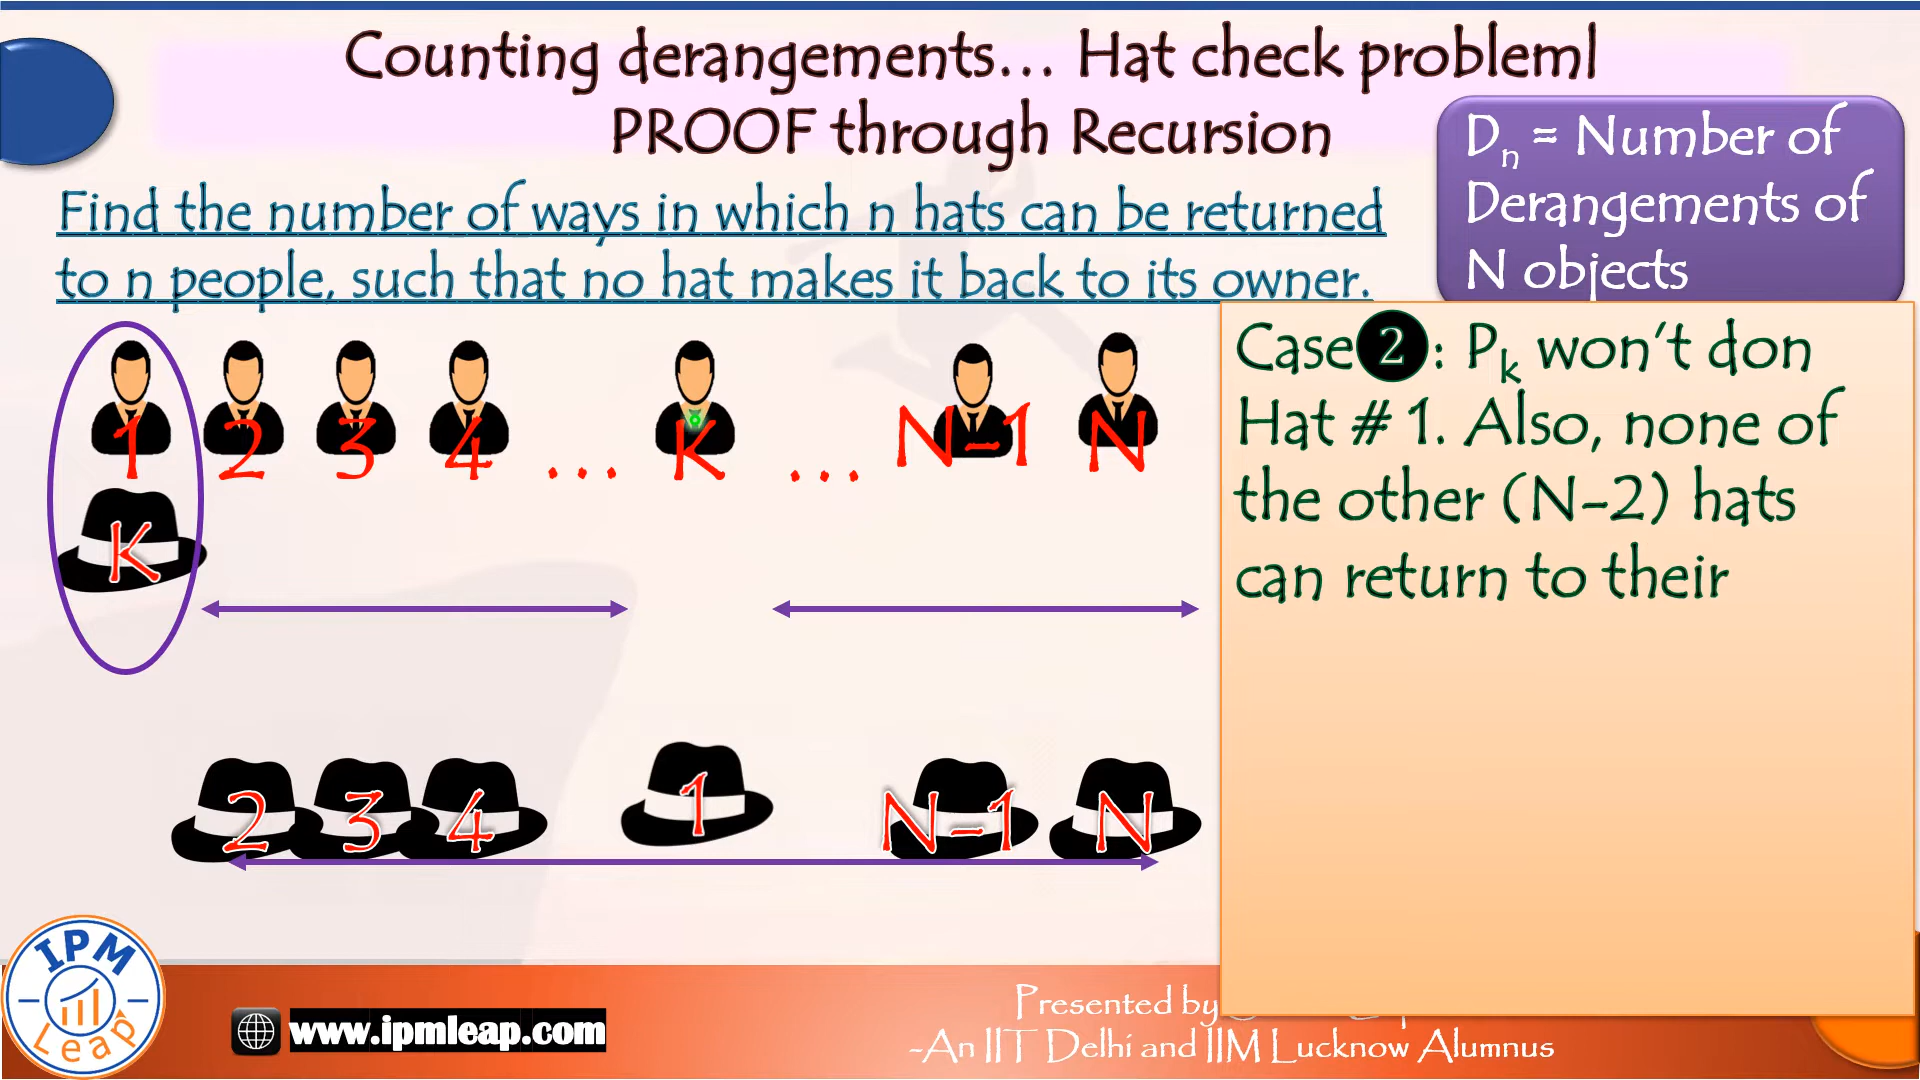 Counting derangements... Hat check problem!
PROOF through Recursion
Dn = Number of
Derangements of
N objects
Find the number of ways in which n hats can be returned
to n people, such that no hat makes it back to its owner.
1 2 3 4 ... K ... N-1 N
K
Case 2: Pk won't don
Hat # 1. Also, none of
the other (N-2) hats
can return to their
2 3 4 1 N-1 N
IPM
Leap
www.ipmleap.com
Presented by
-An IIT Delhi and IIM Lucknow Alumnus